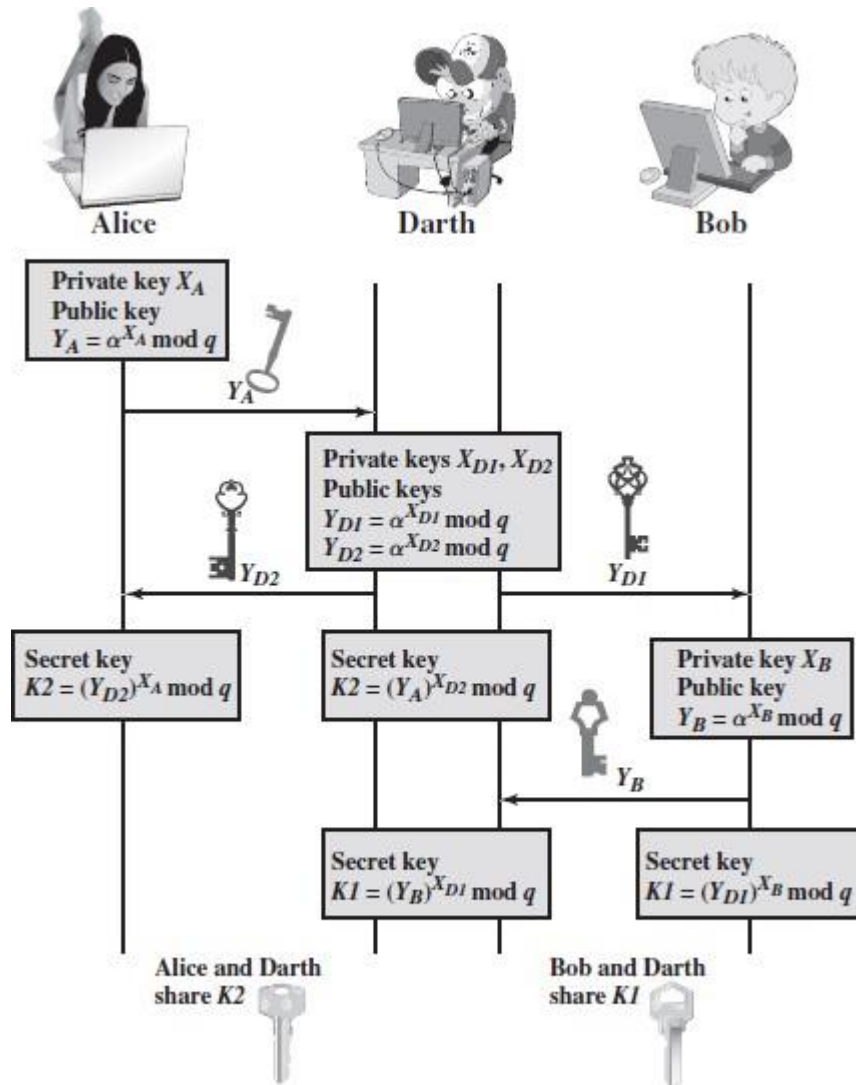 Alice
Darth
Bob
Private key X_A
Public key
Y_A = α^{X_A} mod q
Y_A
Private keys X_{D1}, X_{D2}
Public keys
Y_{D1} = α^{X_{D1}} mod q
Y_{D2} = α^{X_{D2}} mod q
Y_{D2}
Y_{D1}
Secret key
K2 = (Y_{D2})^{X_A} mod q
Secret key
K2 = (Y_A)^{X_{D2}} mod q
Private key X_B
Public key
Y_B = α^{X_B} mod q
Y_B
Secret key
K1 = (Y_B)^{X_{D1}} mod q
Secret key
K1 = (Y_{D1})^{X_B} mod q
Alice and Darth
share K2
Bob and Darth
share K1